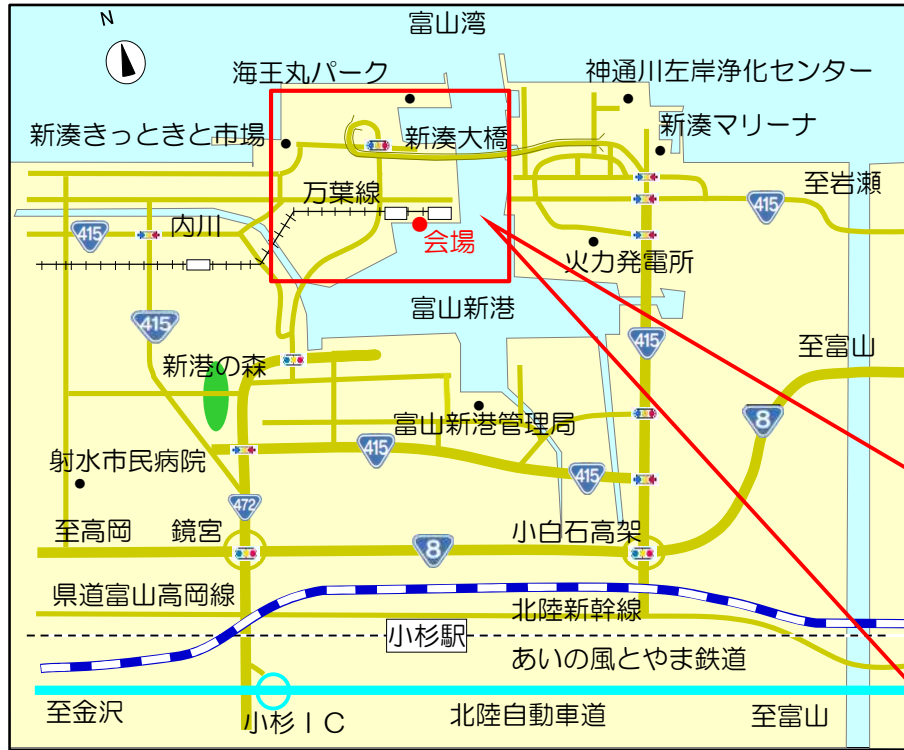 N
富山湾
海王丸パーク
神通川左岸浄化センター
新湊きっときと市場
新湊大橋
新湊マリーナ
万葉線
至岩瀬
415
415
内川
会場
火力発電所
富山新港
415
415
至富山
新港の森
8
富山新港管理局
415
射水市民病院
415
472
至高岡
鏡宮
8
小白石高架
県道富山高岡線
北陸新幹線
小杉駅
あいの風とやま鉄道
至金沢
小杉IC
北陸自動車道
至富山